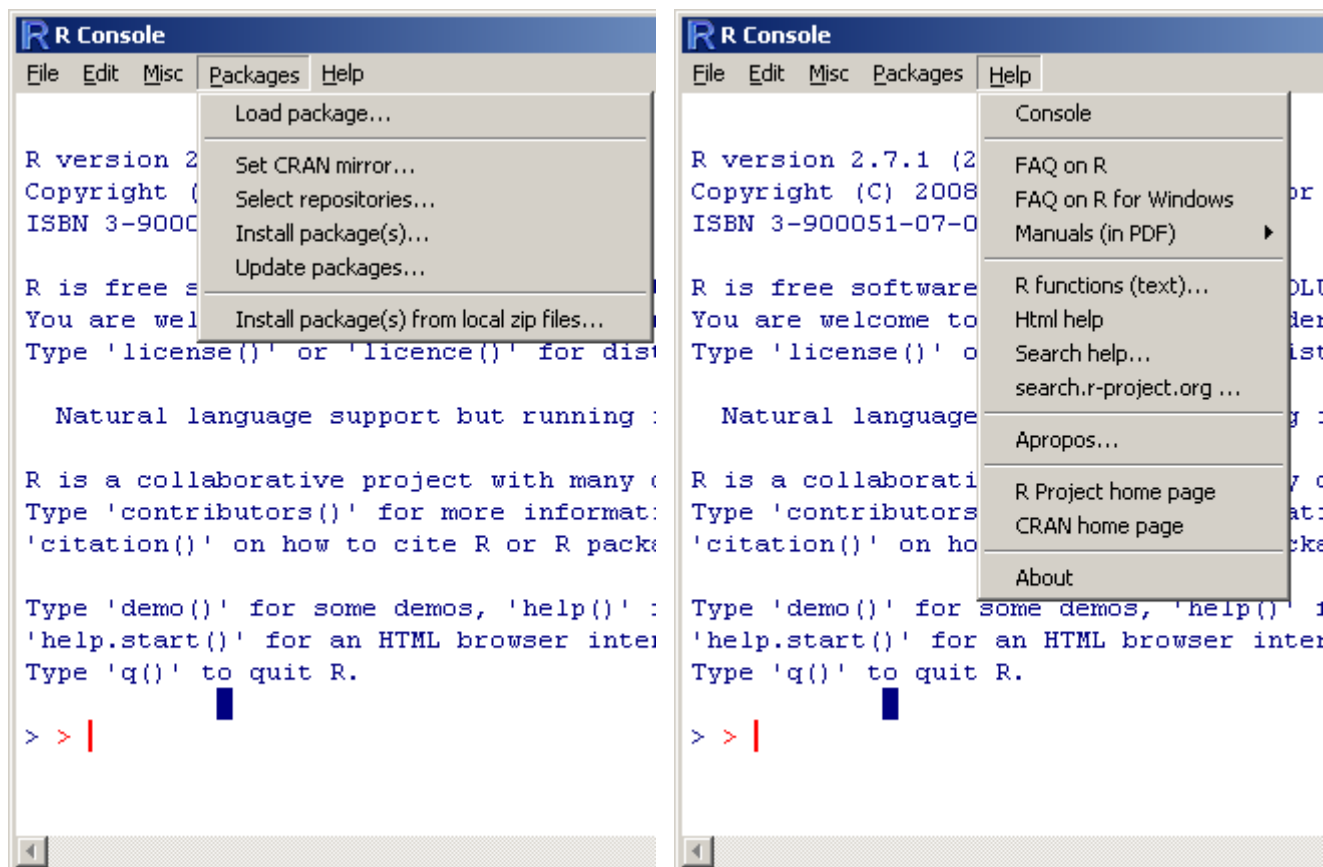 R Console
File Edit Misc Packages Help
Load package...
Set CRAN mirror...
Select repositories...
Install package(s)...
Update packages...
Install package(s) from local zip files...
R version 2
Copyright (
ISBN 3-900
R is free s
You are wel
Type 'license()' or 'licence()' for dist
Natural language support but running
R is a collaborative project with many
Type 'contributors()' for more informati
'citation()' on how to cite R or R packa
Type 'demo()' for some demos, 'help()'
'help.start()' for an HTML browser inter
Type 'q()' to quit R.
> >
R Console
File Edit Misc Packages Help
Console
FAQ on R
FAQ on R for Windows
Manuals (in PDF)
R functions (text)...
Html help
Search help...
search.r-project.org ...
Apropos...
R Project home page
CRAN home page
About
R version 2.7.1 (2
Copyright (C) 2008 or
ISBN 3-900051-07-0
R is free software
You are welcome to der
Type 'license()' o ist
Natural language g
R is a collaborati
Type 'contributors ati
'citation()' on ho cka
Type 'demo()' for some demos, 'help()' f
'help.start()' for an HTML browser inter
Type 'q()' to quit R.
> >